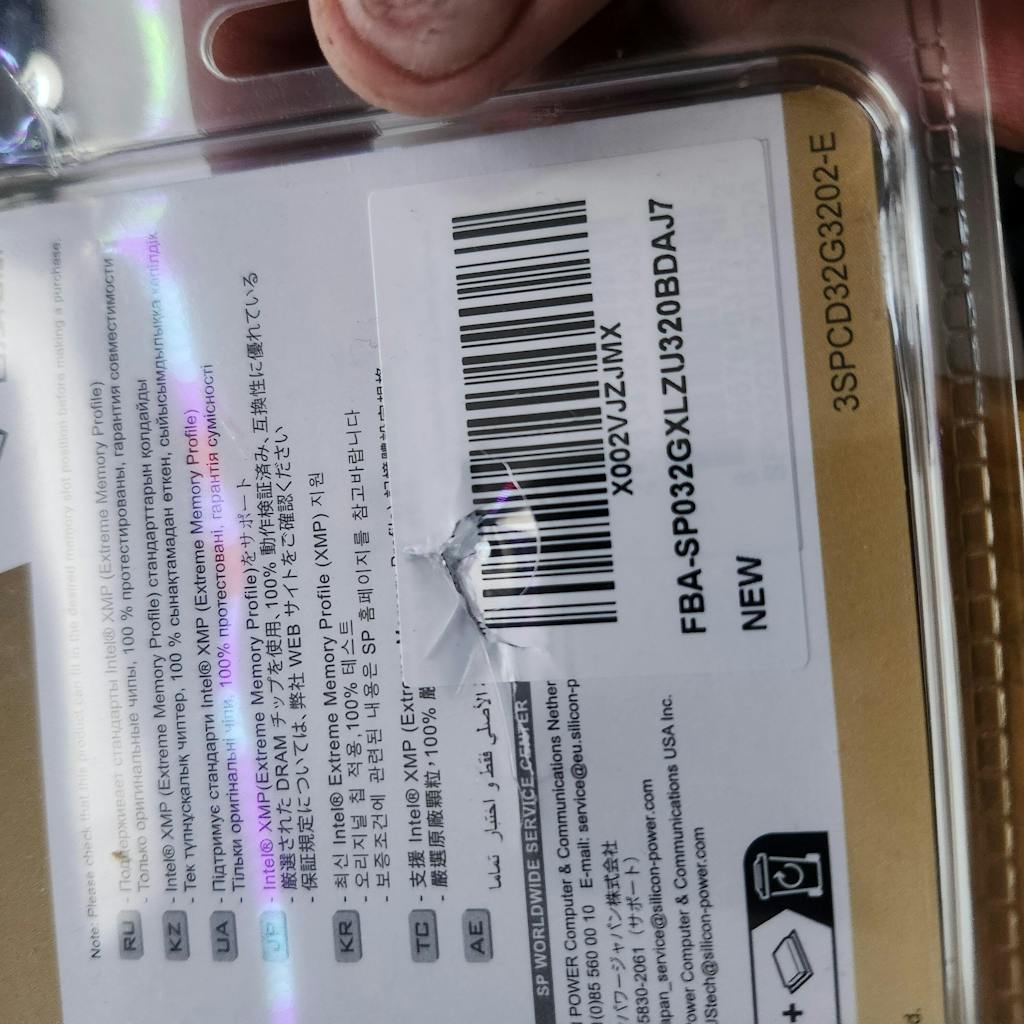 Note: Please check that this product can fit in the desired memory slot position before making a purchase.
RU
- Поддерживает стандарты Intel® XMP (Extreme Memory Profile)
- Только оригинальные чипы, 100 % протестированы, гарантия совместимости
KZ
- Intel® XMP (Extreme Memory Profile) стандарттарын қолдайды
- Тек түпнұсқалық чиптер, 100 % сынақтамадан өткен, сыйысымдылыққа кепілдік
UA
- Підтримує стандарти Intel® XMP (Extreme Memory Profile)
- Тільки оригінальні чіпи, 100% протестовані, гарантія сумісності
JP
- Intel® XMP(Extreme Memory Profile)をサポート
- 厳選された DRAM チップを使用、100% 動作検証済み、互換性に優れている
- 保証規定については、弊社 WEB サイトをご確認ください
KR
- 최신 Intel® Extreme Memory Profile (XMP) 지원
- 오리지널 칩 적용, 100% 테스트
- 보증조건에 관련된 내용은 SP 홈페이지를 참고바랍니다
TC
- 支援 Intel® XMP (Extr
- 嚴選原廠顆粒，100% 嚴
AE
الأصلي فقط و اختبار تماما
SP WORLDWIDE SERVICE CENTER
POWER Computer & Communications Nether
(0)85 560 00 10 E-mail: service@eu.silicon-p
パワージャパン株式会社
5830-2061（サポート）
apan_service@silicon-power.com
ower Computer & Communications USA Inc.
UStech@silicon-power.com
X002VJZJMX
FBA-SP032GXLZU320BDAJ7
NEW
3SPCD32G3202-E
+
d.